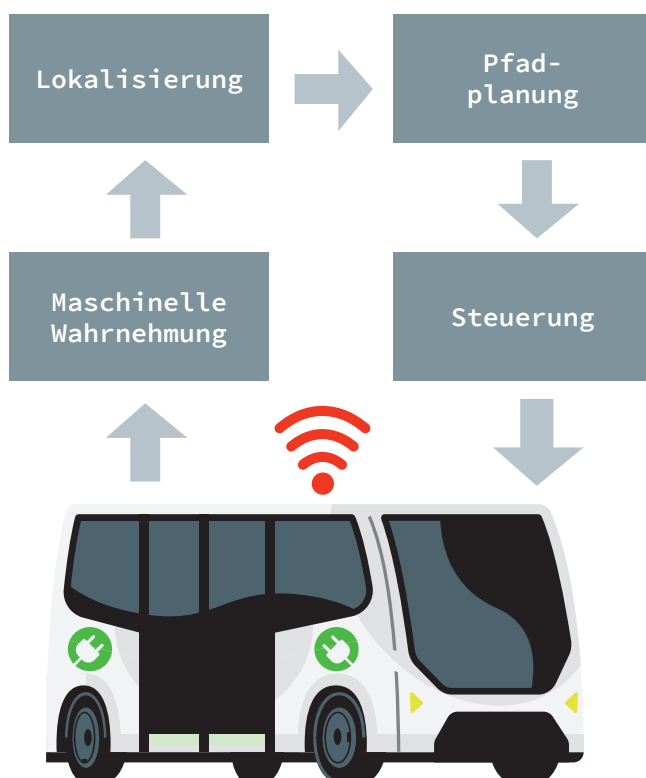 Lokalisierung
Pfad-
planung
Maschinelle
Wahrnehmung
Steuerung